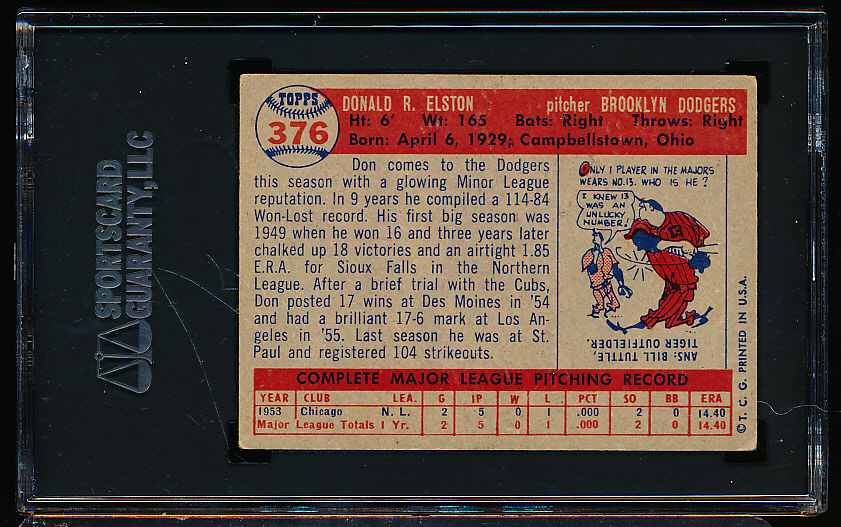 SPORTSCARD
GUARANTY,LLC
TOPPS
376
DONALD R. ELSTON pitcher BROOKLYN DODGERS
Ht: 6' Wt: 165 Bats: Right Throws: Right
Born: April 6, 1929; Campbellstown, Ohio
Don comes to the Dodgers
this season with a glowing Minor League
reputation. In 9 years he compiled a 114-84
Won-Lost record. His first big season was
1949 when he won 16 and three years later
chalked up 18 victories and an airtight 1.85
E.R.A. for Sioux Falls in the Northern
League. After a brief trial with the Cubs,
Don posted 17 wins at Des Moines in '54
and had a brilliant 17-6 mark at Los An-
geles in '55. Last season he was at St.
Paul and registered 104 strikeouts.
ONLY 1 PLAYER IN THE MAJORS
WEARS NO.13. WHO IS HE?
I KNEW 13
WAS AN
UNLUCKY
NUMBER!
13
ANS: BILL TUTTLE,
TIGER OUTFIELDER.
COMPLETE MAJOR LEAGUE PITCHING RECORD
YEAR CLUB LEA. G IP W L PCT SO BB ERA
1953 Chicago N. L. 2 5 0 1 .000 2 0 14.40
Major League Totals 1 Yr. 2 5 0 1 .000 2 0 14.40
© T. C. G. PRINTED IN U.S.A.